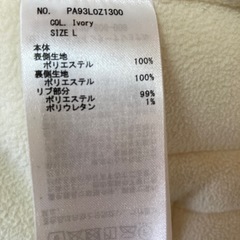 NO. PA93LOZ1300
COL. Ivory
SIZE L
本体
表側生地
ポリエステル 100%
裏側生地
ポリエステル 100%
リブ部分
ポリエステル 99%
ポリウレタン 1%